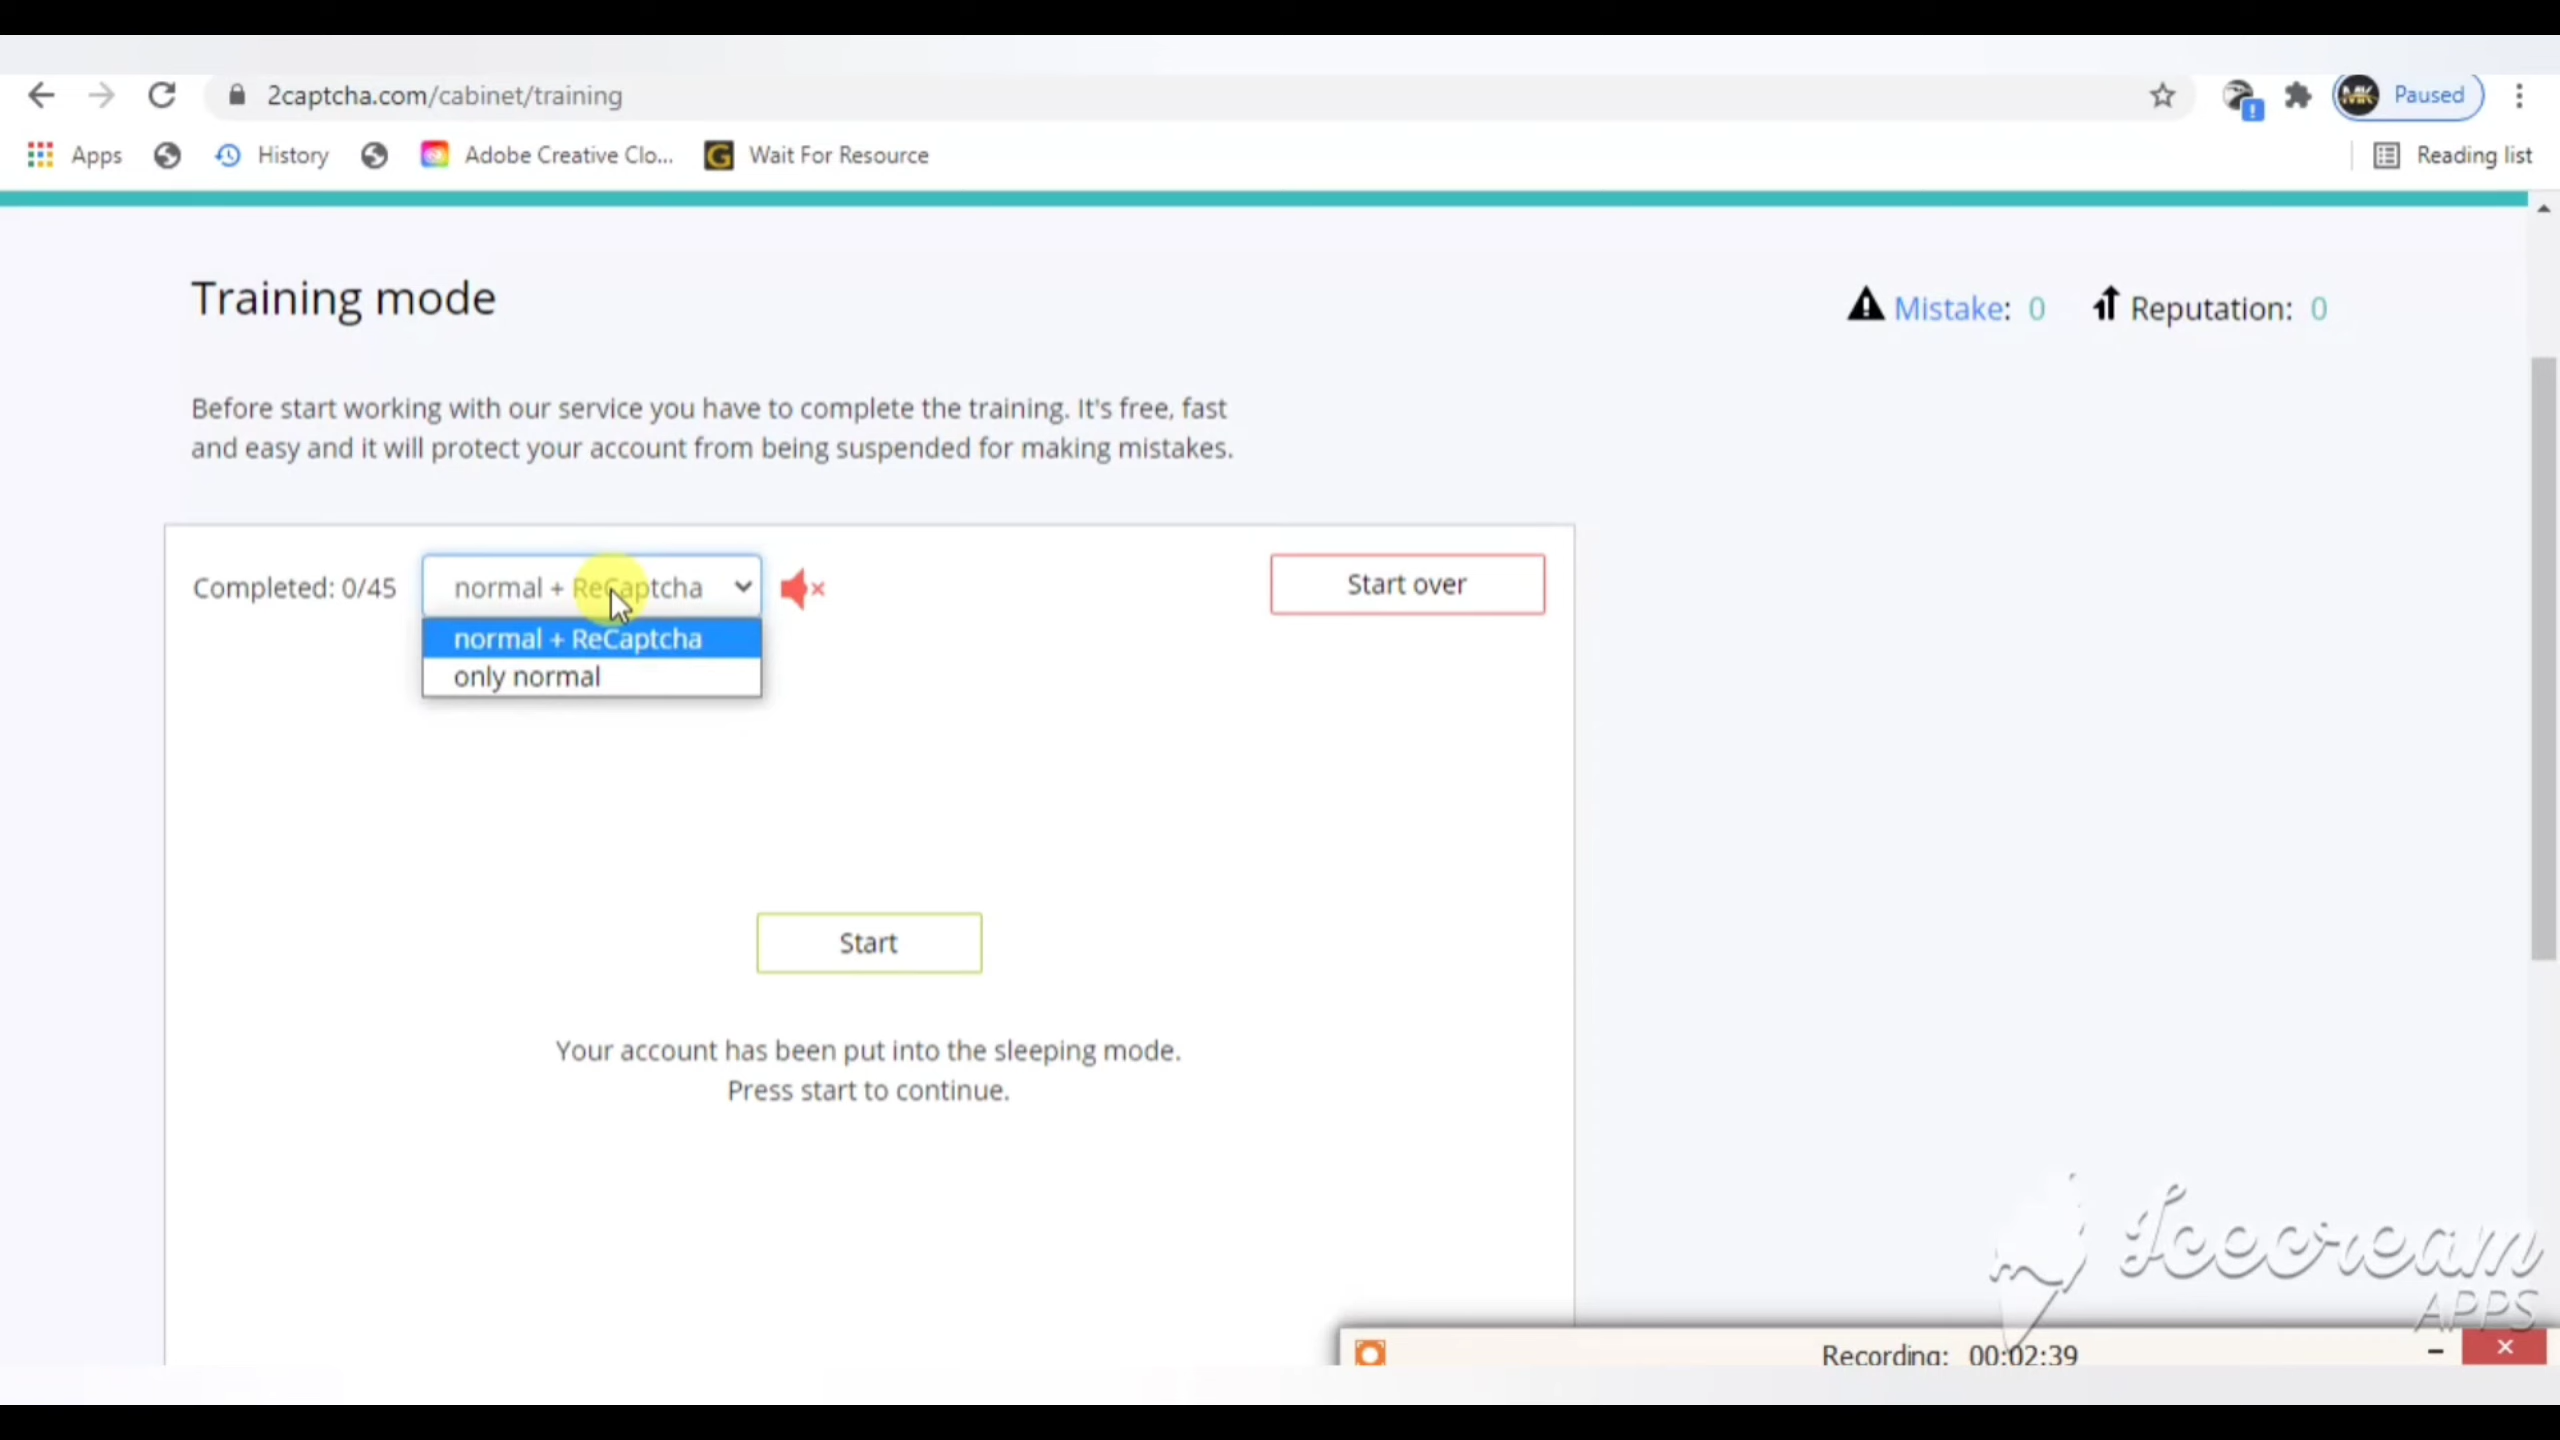 2captcha.com/cabinet/training
Paused
Apps
History
Adobe Creative Clo...
Wait For Resource
Reading list
Training mode
Mistake: 0
Reputation: 0
Before start working with our service you have to complete the training. It's free, fast
and easy and it will protect your account from being suspended for making mistakes.
Completed: 0/45
normal + ReCaptcha
Start over
normal + ReCaptcha
only normal
Start
Your account has been put into the sleeping mode.
Press start to continue.
Icecream
APPS
Recording: 00:02:39